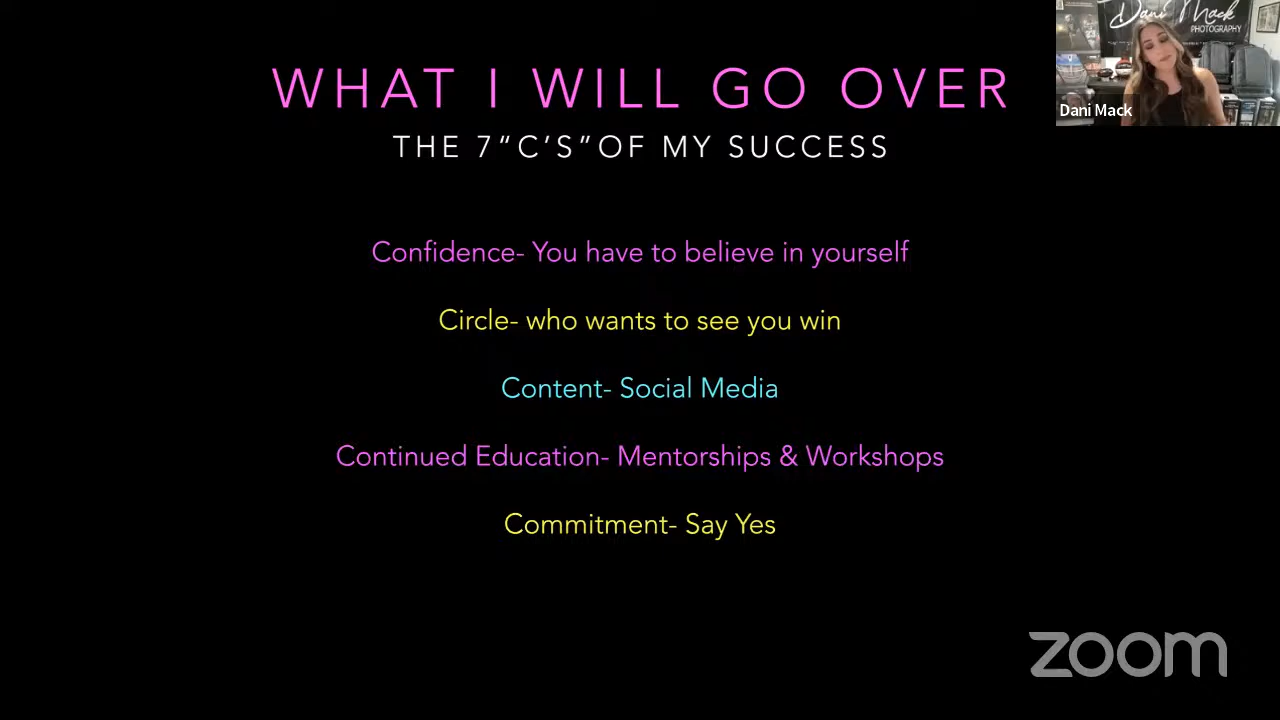 WHAT I WILL GO OVER
THE 7“C’S”OF MY SUCCESS
Confidence- You have to believe in yourself
Circle- who wants to see you win
Content- Social Media
Continued Education- Mentorships & Workshops
Commitment- Say Yes
Dani Mack
PHOTOGRAPHY
Dani Mack
zoom